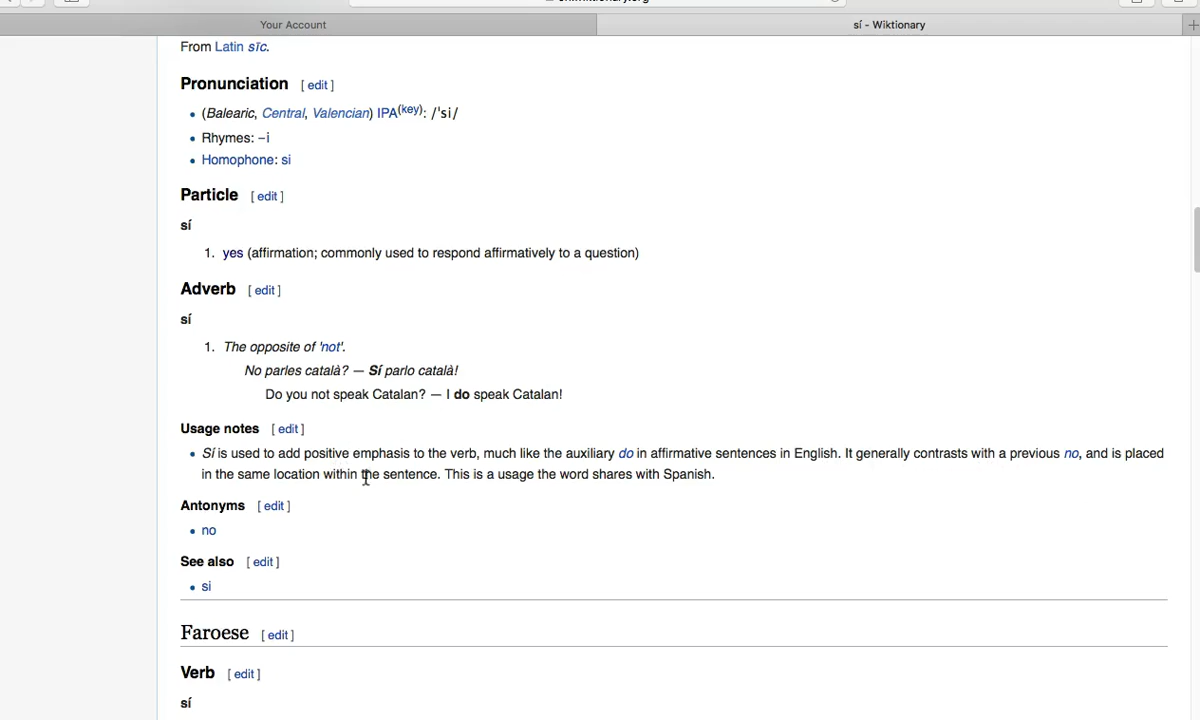 Your Account
sí - Wiktionary
From Latin sīc.
Pronunciation [ edit ]
• (Balearic, Central, Valencian) IPA(key): /ˈsi/
• Rhymes: -i
• Homophone: si
Particle [ edit ]
sí
1. yes (affirmation; commonly used to respond affirmatively to a question)
Adverb [ edit ]
sí
1. The opposite of 'not'.
No parles català? — Sí parlo català!
Do you not speak Catalan? — I do speak Catalan!
Usage notes [ edit ]
• Sí is used to add positive emphasis to the verb, much like the auxiliary do in affirmative sentences in English. It generally contrasts with a previous no, and is placed
in the same location within the sentence. This is a usage the word shares with Spanish.
Antonyms [ edit ]
• no
See also [ edit ]
• si
Faroese [ edit ]
Verb [ edit ]
sí